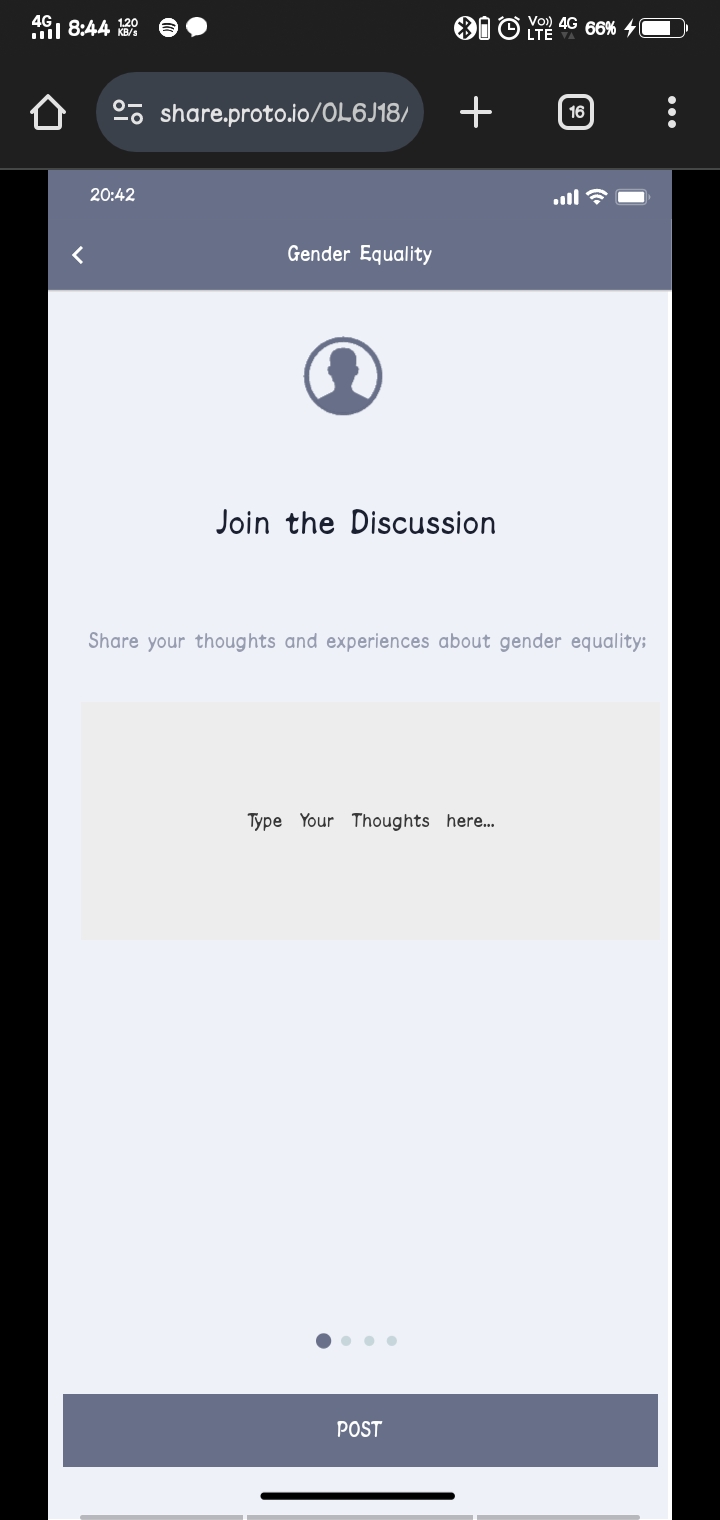 4G 8:44 1.20 KB/s Vo)) LTE 4G 66%
share.proto.io/0L6J18/ 16
20:42
Gender Equality
Join the Discussion
Share your thoughts and experiences about gender equality;
Type Your Thoughts here...
POST